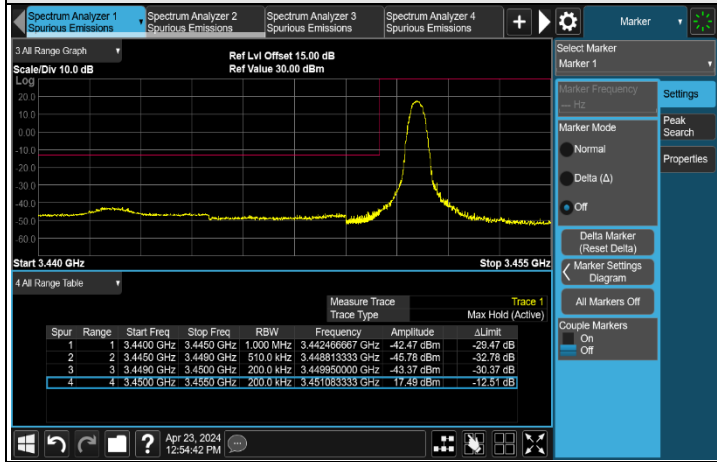 Spectrum Analyzer 1
Spurious Emissions
Spectrum Analyzer 2
Spurious Emissions
Spectrum Analyzer 3
Spurious Emissions
Spectrum Analyzer 4
Spurious Emissions
Marker
3 All Range Graph
Ref Lvl Offset 15.00 dB
Scale/Div 10.0 dB
Ref Value 30.00 dBm
Log
20.0
10.0
0.00
-10.0
-20.0
-30.0
-40.0
-50.0
-60.0
Start 3.440 GHz
Stop 3.455 GHz
4 All Range Table
Measure Trace Trace 1
Trace Type Max Hold (Active)
Spur Range Start Freq Stop Freq RBW Frequency Amplitude ΔLimit
1 1 3.4400 GHz 3.4450 GHz 1.000 MHz 3.442466667 GHz -42.47 dBm -29.47 dB
2 2 3.4450 GHz 3.4490 GHz 510.0 kHz 3.448813333 GHz -45.78 dBm -32.78 dB
3 3 3.4490 GHz 3.4500 GHz 200.0 kHz 3.449950000 GHz -43.37 dBm -30.37 dB
4 4 3.4500 GHz 3.4550 GHz 200.0 kHz 3.451083333 GHz 17.49 dBm -12.51 dB
Apr 23, 2024
12:54:42 PM
Select Marker
Marker 1
Marker Frequency
--- Hz
Marker Mode
Normal
Delta (Δ)
Off
Delta Marker
(Reset Delta)
Marker Settings
Diagram
All Markers Off
Couple Markers
On
Off
Settings
Peak
Search
Properties